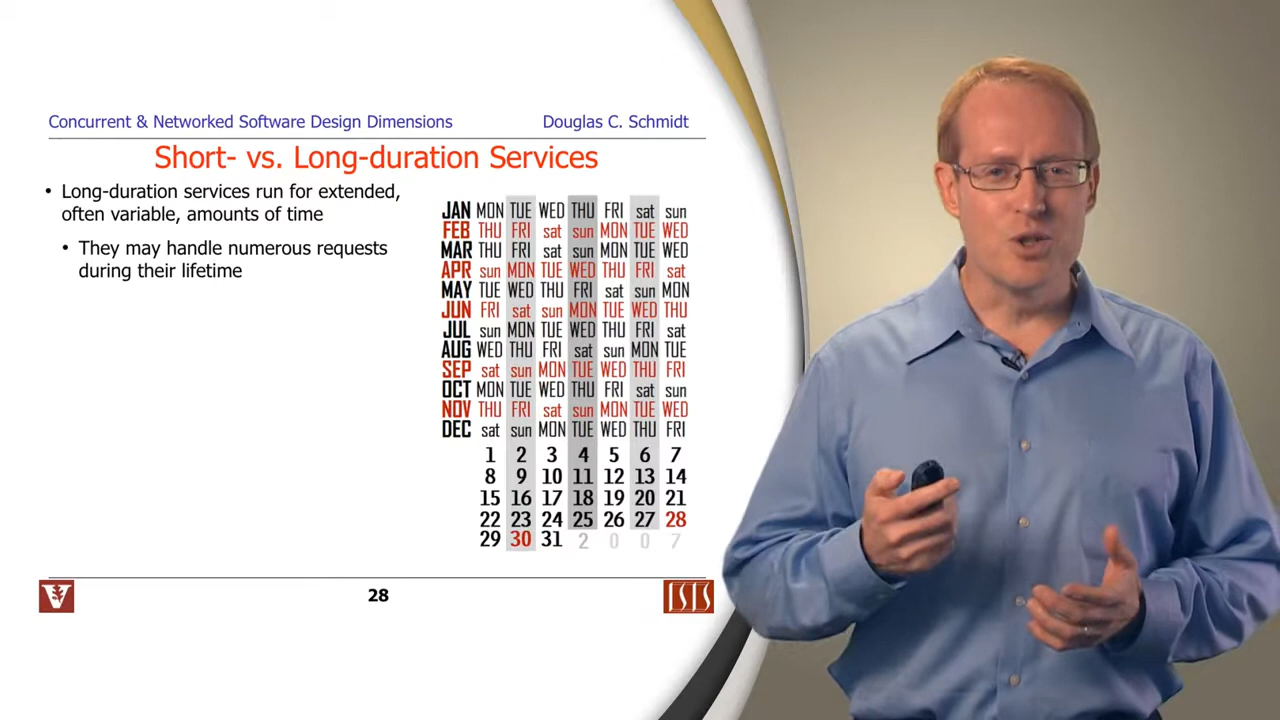 Concurrent & Networked Software Design Dimensions Douglas C. Schmidt
Short- vs. Long-duration Services
• Long-duration services run for extended,
often variable, amounts of time
• They may handle numerous requests
during their lifetime
JAN MON TUE WED THU FRI sat sun
FEB THU FRI sat sun MON TUE WED
MAR THU FRI sat sun MON TUE WED
APR sun MON TUE WED THU FRI sat
MAY TUE WED THU FRI sat sun MON
JUN FRI sat sun MON TUE WED THU
JUL sun MON TUE WED THU FRI sat
AUG WED THU FRI sat sun MON TUE
SEP sat sun MON TUE WED THU FRI
OCT MON TUE WED THU FRI sat sun
NOV THU FRI sat sun MON TUE WED
DEC sat sun MON TUE WED THU FRI
1 2 3 4 5 6 7
8 9 10 11 12 13 14
15 16 17 18 19 20 21
22 23 24 25 26 27 28
29 30 31 2 0 0 7
V 28 ISIS